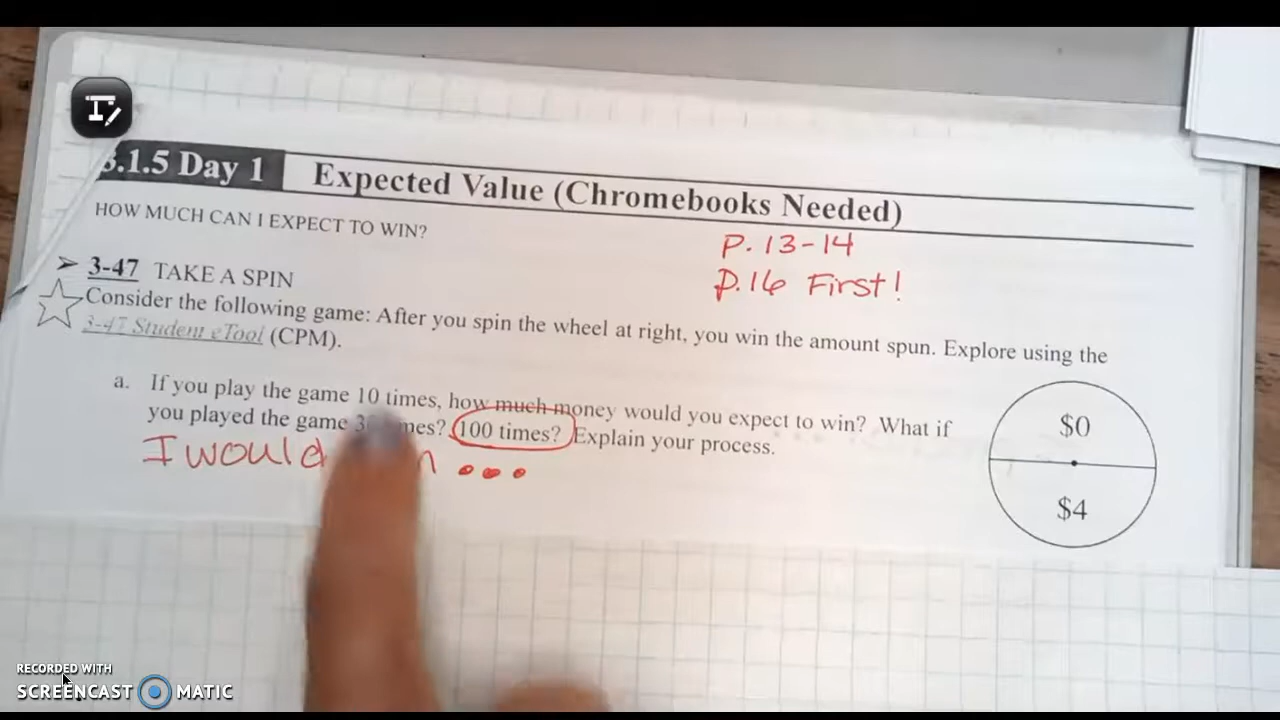 3.1.5 Day 1 Expected Value (Chromebooks Needed)
HOW MUCH CAN I EXPECT TO WIN?
P. 13-14
P. 16 First!
➢ 3-47 TAKE A SPIN
Consider the following game: After you spin the wheel at right, you win the amount spun. Explore using the
3-47 Student eTool (CPM).
a. If you play the game 10 times, how much money would you expect to win? What if
you played the game times? 100 times? Explain your process.
I would ...
$0
$4
RECORDED WITH
SCREENCAST MATIC